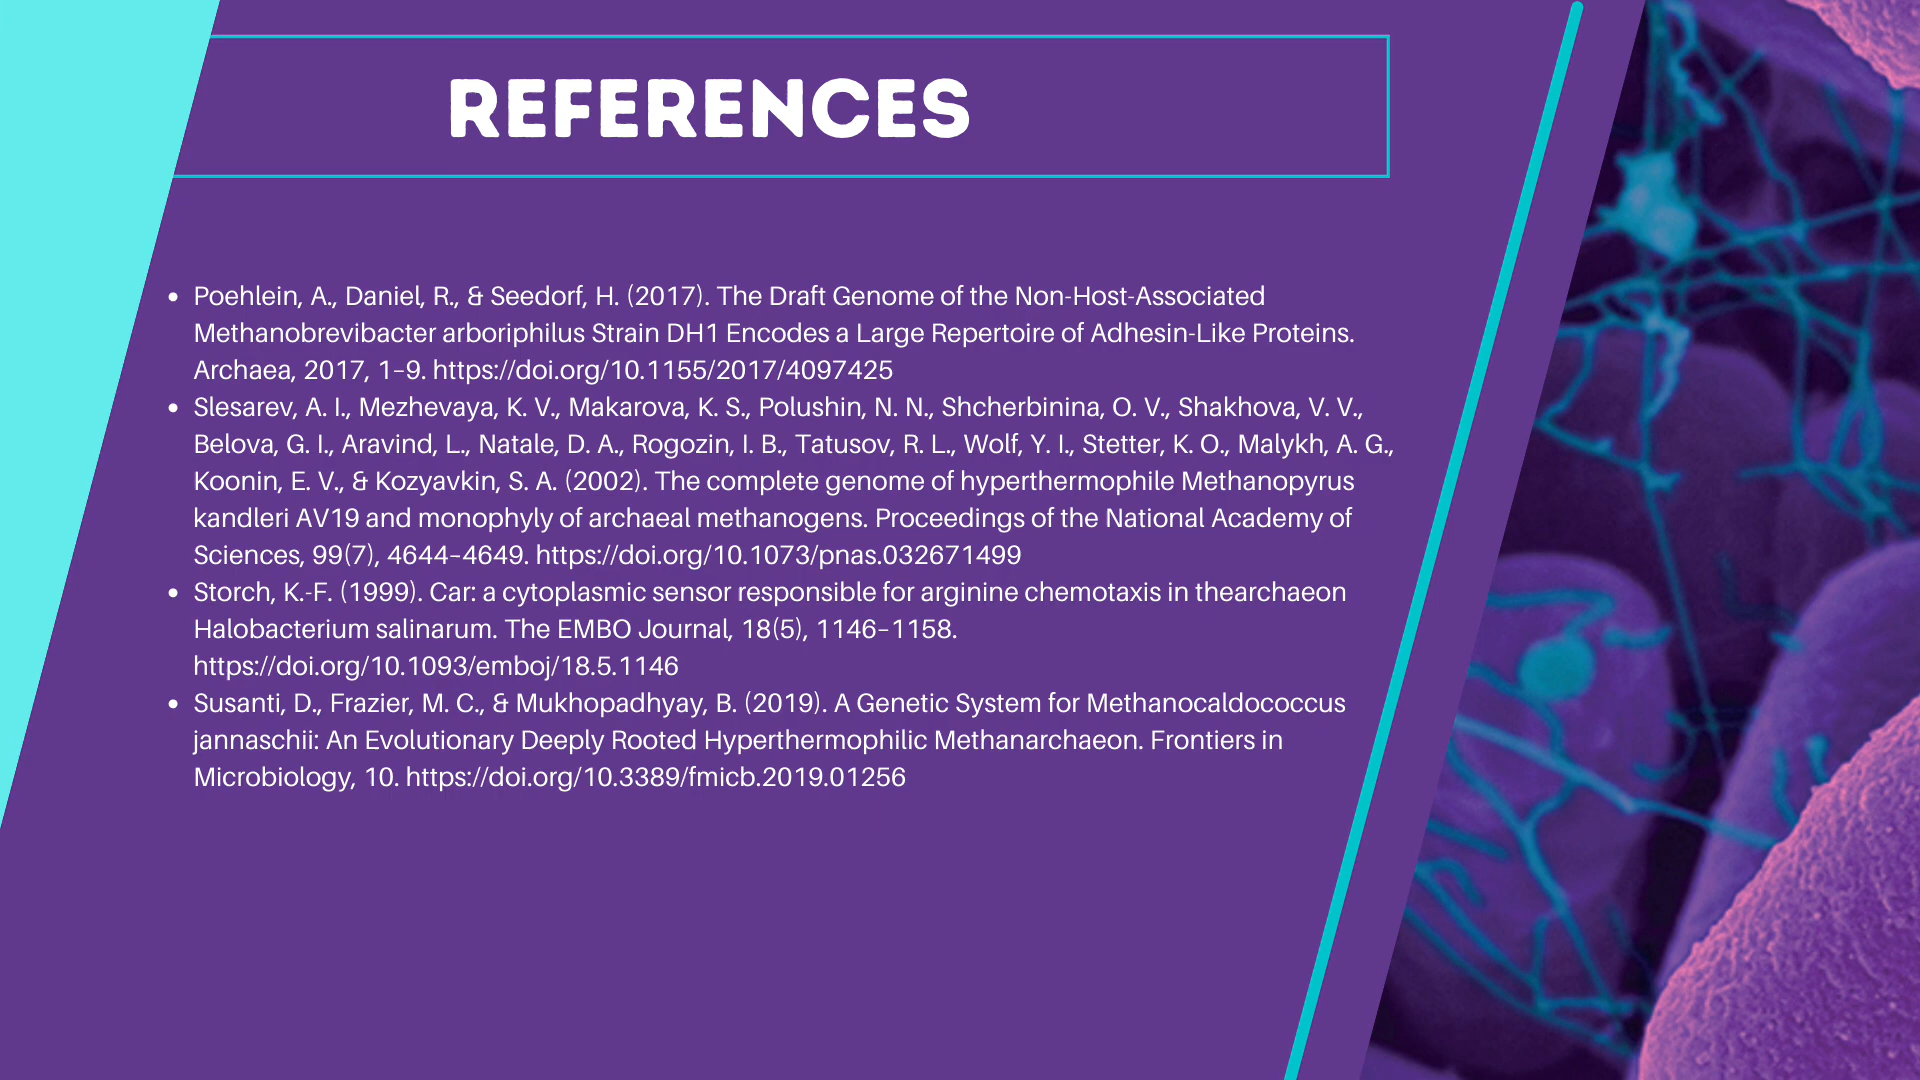 REFERENCES
• Poehlein, A., Daniel, R., & Seedorf, H. (2017). The Draft Genome of the Non-Host-Associated
Methanobrevibacter arboriphilus Strain DH1 Encodes a Large Repertoire of Adhesin-Like Proteins.
Archaea, 2017, 1–9. https://doi.org/10.1155/2017/4097425
• Slesarev, A. I., Mezhevaya, K. V., Makarova, K. S., Polushin, N. N., Shcherbinina, O. V., Shakhova, V. V.,
Belova, G. I., Aravind, L., Natale, D. A., Rogozin, I. B., Tatusov, R. L., Wolf, Y. I., Stetter, K. O., Malykh, A. G.,
Koonin, E. V., & Kozyavkin, S. A. (2002). The complete genome of hyperthermophile Methanopyrus
kandleri AV19 and monophyly of archaeal methanogens. Proceedings of the National Academy of
Sciences, 99(7), 4644–4649. https://doi.org/10.1073/pnas.032671499
• Storch, K.-F. (1999). Car: a cytoplasmic sensor responsible for arginine chemotaxis in thearchaeon
Halobacterium salinarum. The EMBO Journal, 18(5), 1146–1158.
https://doi.org/10.1093/emboj/18.5.1146
• Susanti, D., Frazier, M. C., & Mukhopadhyay, B. (2019). A Genetic System for Methanocaldococcus
jannaschii: An Evolutionary Deeply Rooted Hyperthermophilic Methanarchaeon. Frontiers in
Microbiology, 10. https://doi.org/10.3389/fmicb.2019.01256